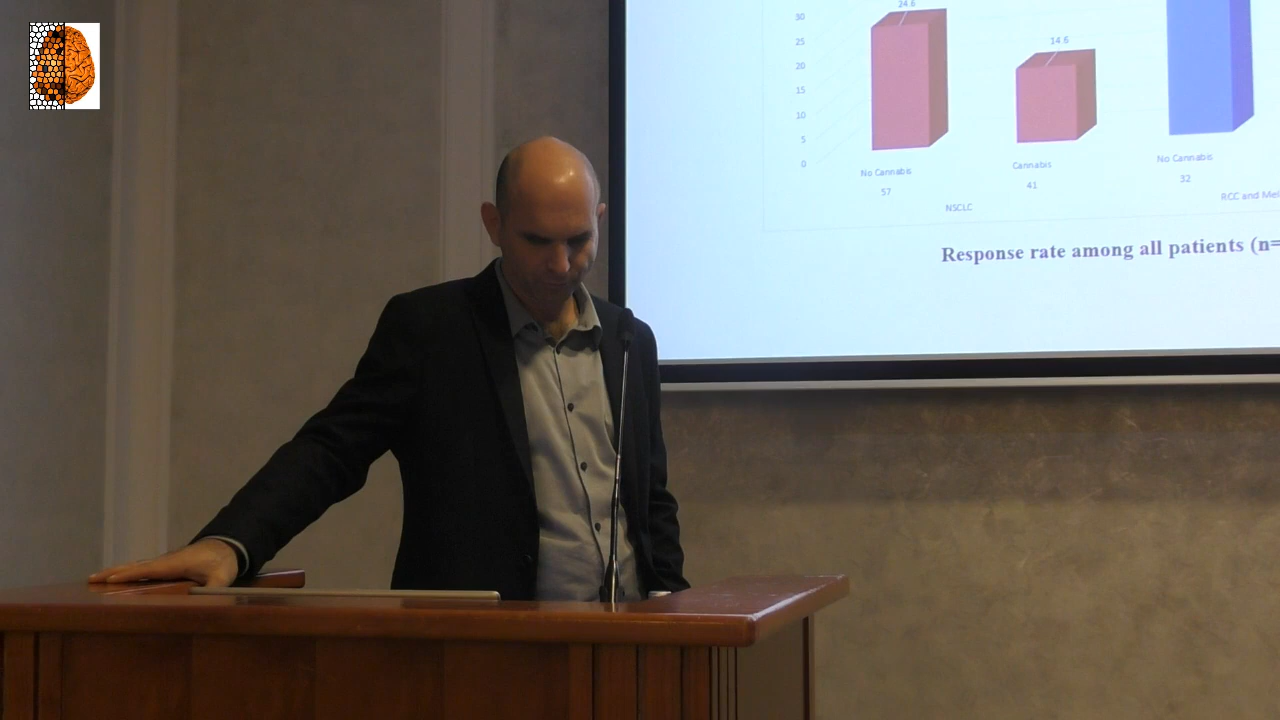 24.6
30
25
20
15
10
5
0
14.6
No Cannabis
Cannabis
No Cannabis
57
41
32
NSCLC
RCC and Mel
Response rate among all patients (n=